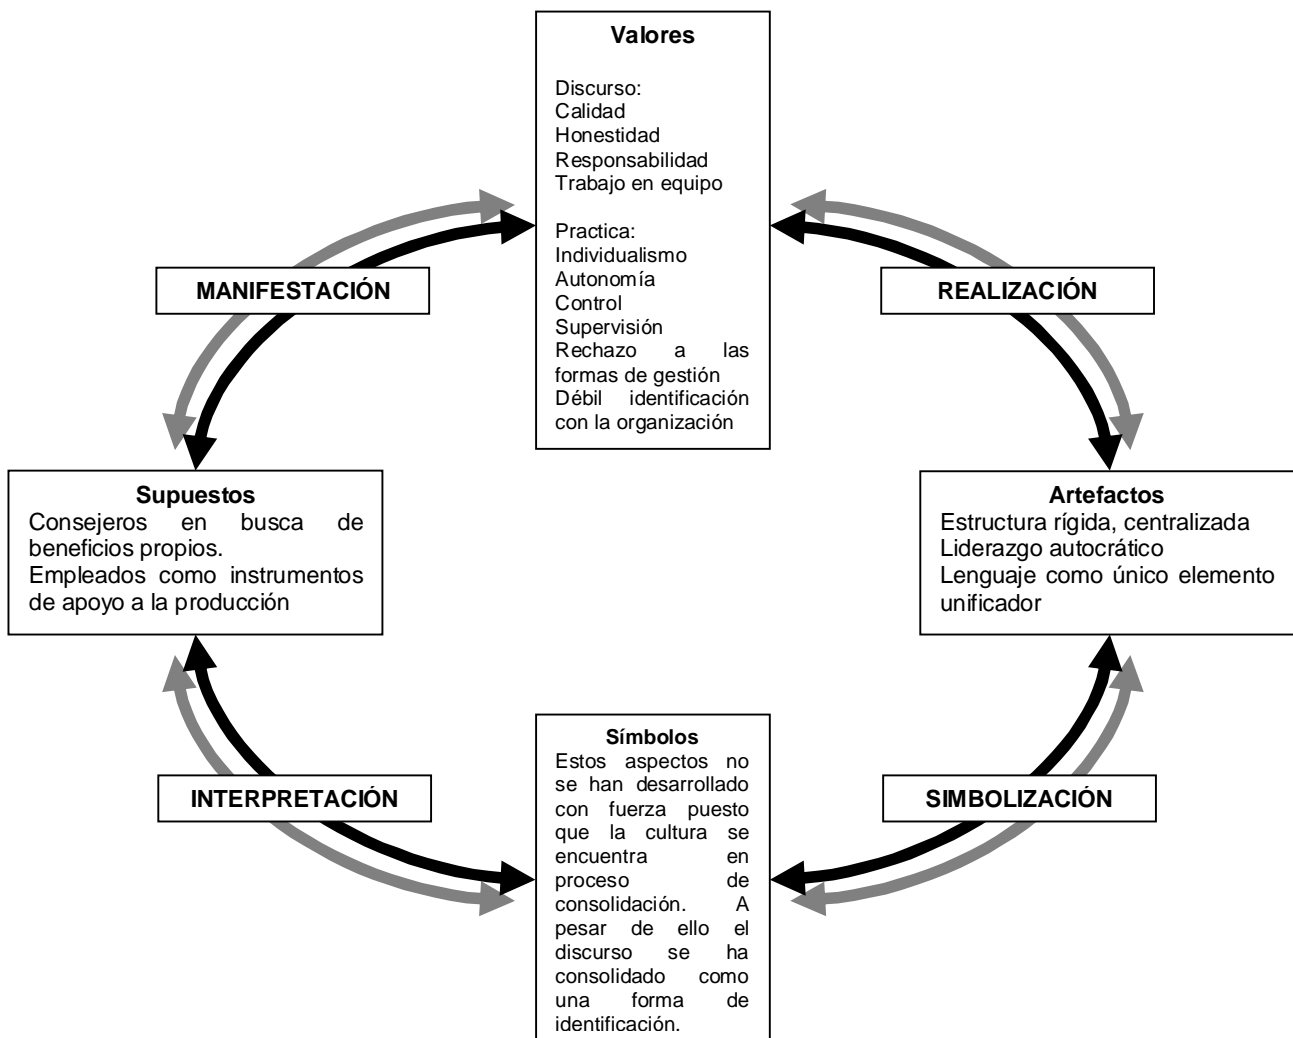 Valores
Discurso:
Calidad
Honestidad
Responsabilidad
Trabajo en equipo
Practica:
Individualismo
Autonomía
Control
Supervisión
Rechazo a las
formas de gestión
Débil identificación
con la organización
MANIFESTACIÓN
REALIZACIÓN
Supuestos
Consejeros en busca de
beneficios propios.
Empleados como instrumentos
de apoyo a la producción
Artefactos
Estructura rígida, centralizada
Liderazgo autocrático
Lenguaje como único elemento
unificador
INTERPRETACIÓN
SIMBOLIZACIÓN
Símbolos
Estos aspectos no
se han desarrollado
con fuerza puesto
que la cultura se
encuentra en
proceso de
consolidación. A
pesar de ello el
discurso se ha
consolidado como
una forma de
identificación.